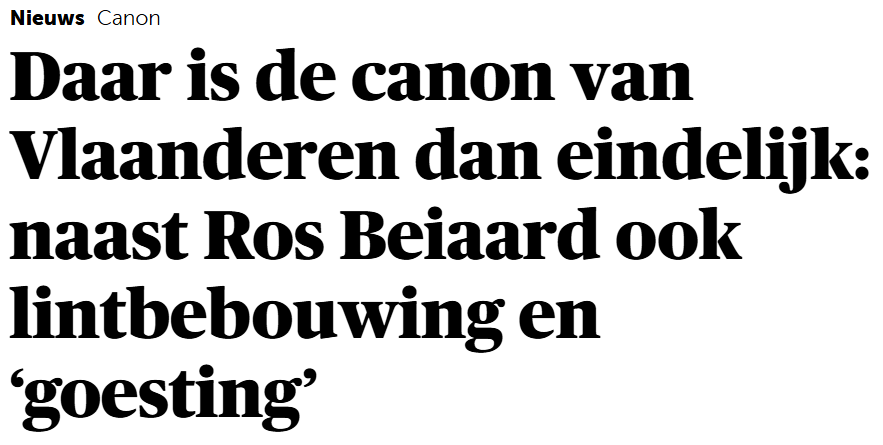 Nieuws Canon
Daar is de canon van
Vlaanderen dan eindelijk:
naast Ros Beiaard ook
lintbebouwing en
‘goesting’